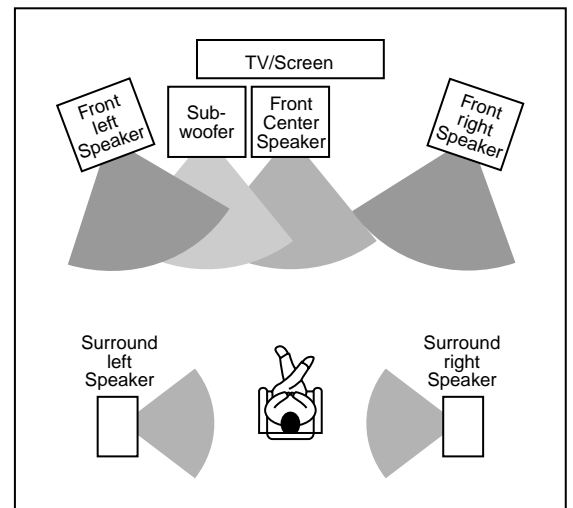 TV/Screen
Front
left
Speaker
Sub-
woofer
Front
Center
Speaker
Front
right
Speaker
Surround
left
Speaker
Surround
right
Speaker